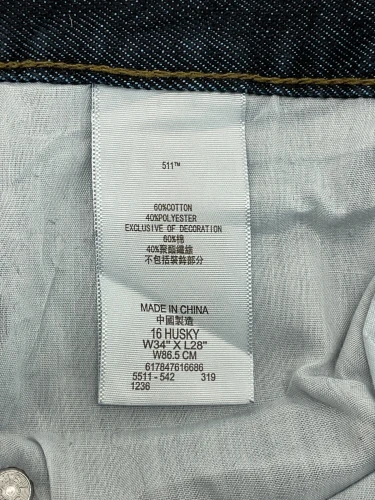 511™
60%COTTON
40%POLYESTER
EXCLUSIVE OF DECORATION
60%棉
40%聚酯纖維
不包括裝飾部分
MADE IN CHINA
中國製造
16 HUSKY
W34" X L28"
W86.5 CM
617847616686
5511-542 319
1236